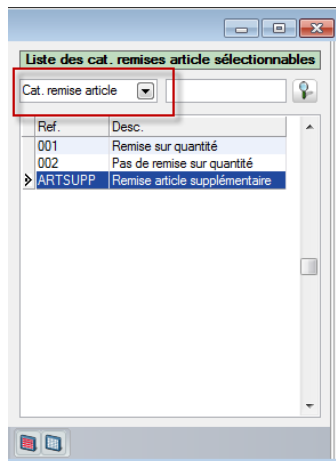 Liste des cat. remises article sélectionnables
Cat. remise article
Ref. Desc.
001 Remise sur quantité
002 Pas de remise sur quantité
ARTSUPP Remise article supplémentaire